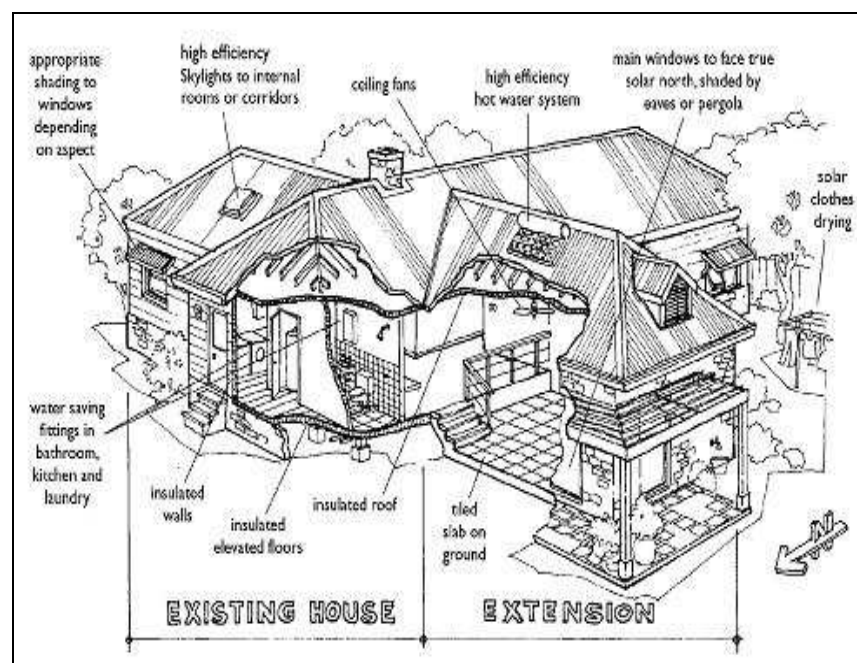 appropriate
shading to
windows
depending
on aspect
high efficiency
Skylights to internal
rooms or corridors
ceiling fans
high efficiency
hot water system
main windows to face true
solar north, shaded by
eaves or pergola
solar
clothes
drying
water saving
fittings in
bathroom,
kitchen and
laundry
insulated
walls
insulated
elevated floors
insulated roof
tiled
slab on
ground
N
EXISTING HOUSE
EXTENSION